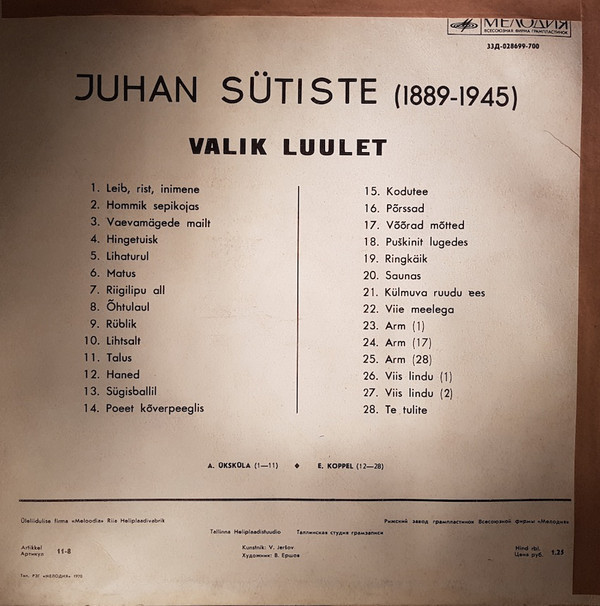 МЕЛОДИЯ
ВСЕСОЮЗНАЯ ФИРМА ГРАМПЛАСТИНОК
33Д-028699-700
JUHAN SÜTISTE (1889-1945)
VALIK LUULET
1. Leib, rist, inimene
2. Hommik sepikojas
3. Vaevamägede mailt
4. Hingetuisk
5. Lihaturul
6. Matus
7. Riigilipu all
8. Õhtulaul
9. Rüblik
10. Lihtsalt
11. Talus
12. Haned
13. Sügisballil
14. Poeet kõverpeeglis
15. Kodutee
16. Põrssad
17. Võõrad mõtted
18. Puškinit lugedes
19. Ringkäik
20. Saunas
21. Külmuva ruudu ees
22. Viie meelega
23. Arm (1)
24. Arm (17)
25. Arm (28)
26. Viis lindu (1)
27. Viis lindu (2)
28. Te tulite
A. ÜKSKÜLA (1—11) ♦ E. KOPPEL (12—28)
Üleliidulise firma «Meloodia» Riia Heliplaadivabrik
Рижский завод грампластинок Всесоюзной фирмы «Мелодия»
Tallinna Heliplaadistuudio Таллинская студия грамзаписи
Artikkel
Артикул 11-8
Kunstnik: V. Jeršov
Художник: В. Ершов
Hind rbl.
Цена руб. 1.25
Тип. РЗГ «МЕЛОДИЯ» 1970